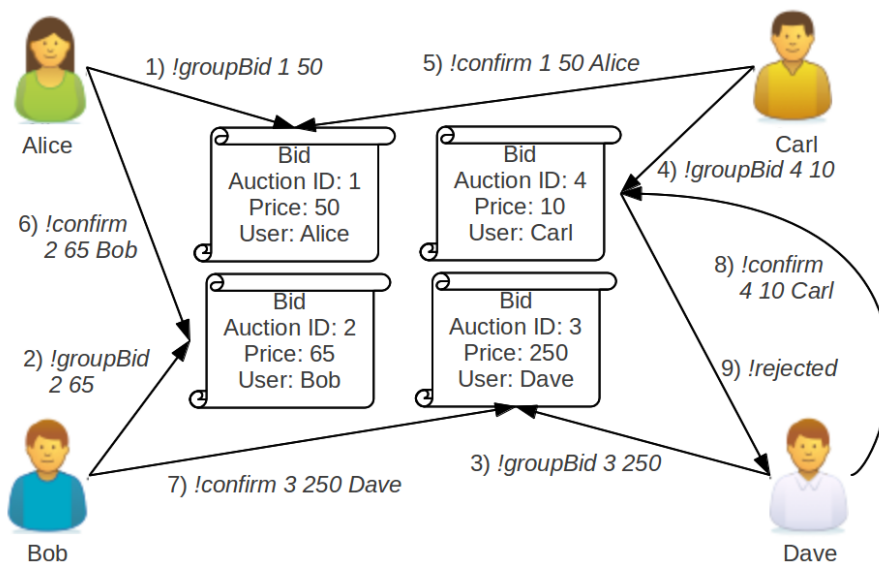 1) !groupBid 1 50
5) !confirm 1 50 Alice
Alice
Carl
Bid
Auction ID: 1
Price: 50
User: Alice
Bid
Auction ID: 4
Price: 10
User: Carl
4) !groupBid 4 10
6) !confirm
2 65 Bob
8) !confirm
4 10 Carl
Bid
Auction ID: 2
Price: 65
User: Bob
Bid
Auction ID: 3
Price: 250
User: Dave
2) !groupBid
2 65
9) !rejected
7) !confirm 3 250 Dave
3) !groupBid 3 250
Bob
Dave